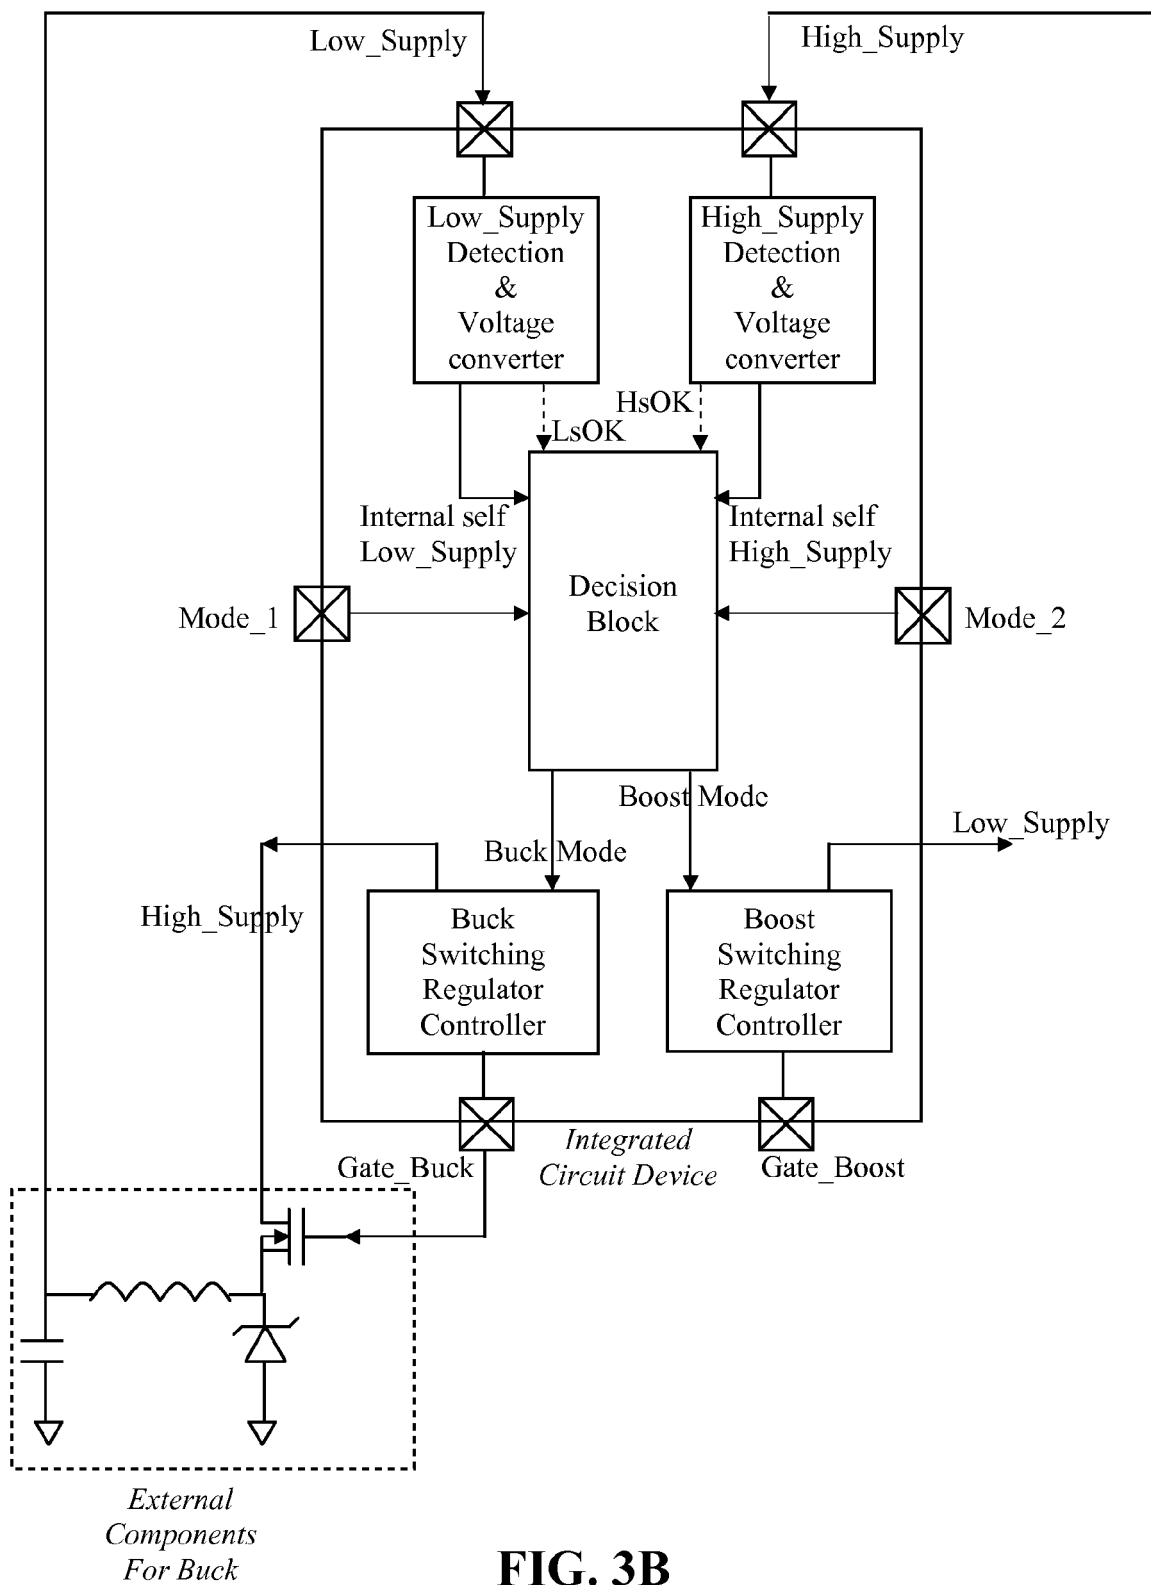 Low_Supply
High_Supply
Low_Supply
Detection
&
Voltage
converter
High_Supply
Detection
&
Voltage
converter
HsOK
LsOK
Internal self
Low_Supply
Internal self
High_Supply
Decision
Block
Mode_1
Mode_2
Boost Mode
Low_Supply
Buck Mode
High_Supply
Buck
Switching
Regulator
Controller
Boost
Switching
Regulator
Controller
Integrated
Circuit Device
Gate_Buck
Gate_Boost
External
Components
For Buck
FIG. 3B